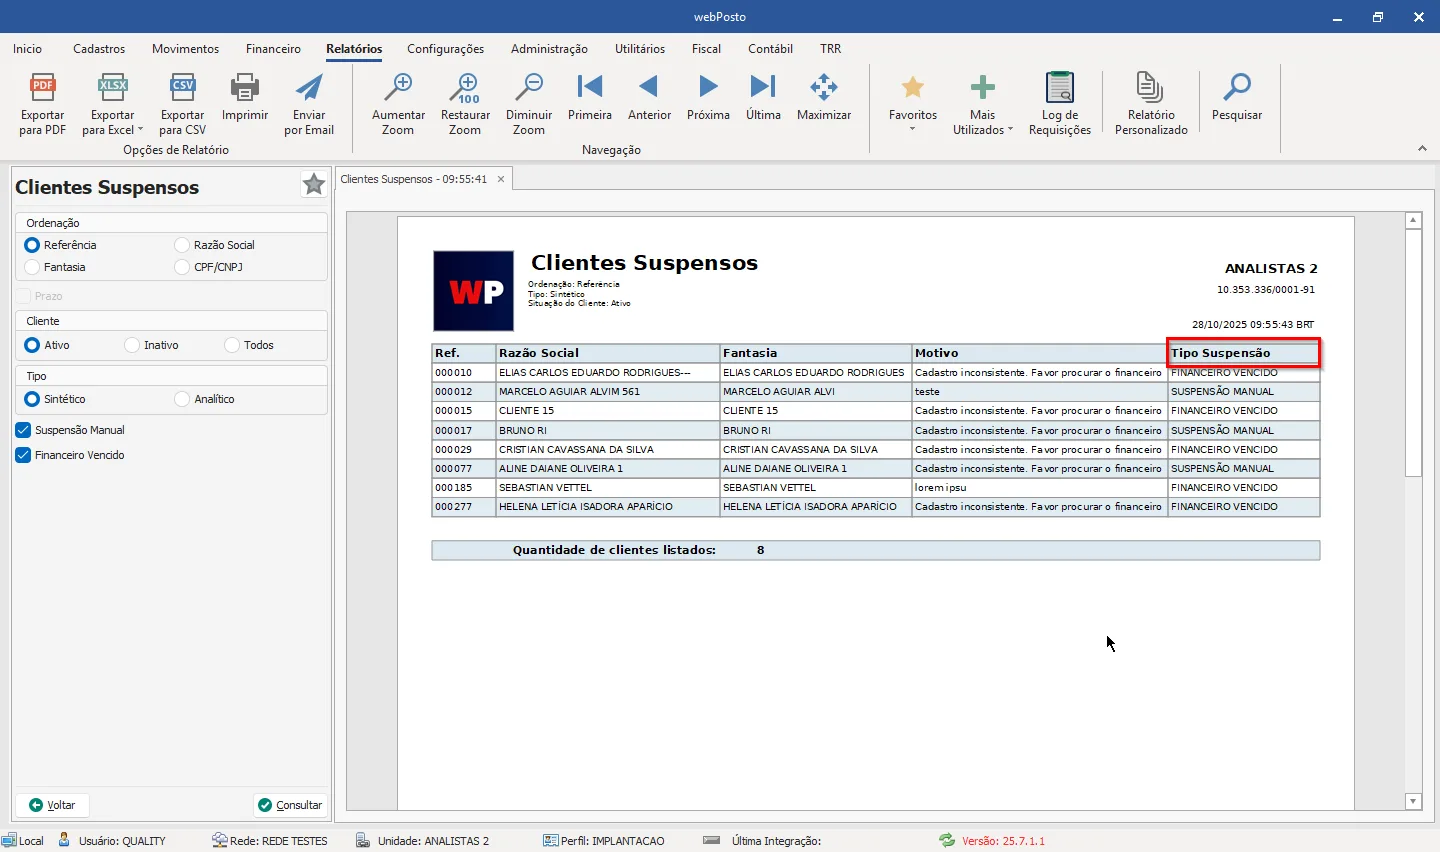 webPosto
Inicio Cadastros Movimentos Financeiro Relatórios Configurações Administração Utilitários Fiscal Contábil TRR
PDF XLSX CSV 100
Exportar para PDF
Exportar para Excel
Exportar para CSV
Imprimir
Enviar por Email
Aumentar Zoom
Restaurar Zoom
Diminuir Zoom
Primeira
Anterior
Próxima
Última
Maximizar
Favoritos
Mais Utilizados
Log de Requisições
Relatório Personalizado
Pesquisar
Opções de Relatório
Navegação
Clientes Suspensos
Ordenação
Referência Razão Social
Fantasia CPF/CNPJ
Prazo
Cliente
Ativo Inativo Todos
Tipo
Sintético Analítico
Suspensão Manual
Financeiro Vencido
Voltar Consultar
Clientes Suspensos - 09:55:41
WP
Clientes Suspensos
Ordenação: Referência
Tipo: Sintetico
Situação do Cliente: Ativo
ANALISTAS 2
10.353.336/0001-91
28/10/2025 09:55:43 BRT
Ref. Razão Social Fantasia Motivo Tipo Suspensão
000010 ELIAS CARLOS EDUARDO RODRIGUES--- ELIAS CARLOS EDUARDO RODRIGUES Cadastro inconsistente. Favor procurar o financeiro FINANCEIRO VENCIDO
000012 MARCELO AGUIAR ALVIM 561 MARCELO AGUIAR ALVI teste SUSPENSÃO MANUAL
000015 CLIENTE 15 CLIENTE 15 Cadastro inconsistente. Favor procurar o financeiro FINANCEIRO VENCIDO
000017 BRUNO RI BRUNO RI Cadastro inconsistente. Favor procurar o financeiro SUSPENSÃO MANUAL
000029 CRISTIAN CAVASSANA DA SILVA CRISTIAN CAVASSANA DA SILVA Cadastro inconsistente. Favor procurar o financeiro FINANCEIRO VENCIDO
000077 ALINE DAIANE OLIVEIRA 1 ALINE DAIANE OLIVEIRA 1 Cadastro inconsistente. Favor procurar o financeiro SUSPENSÃO MANUAL
000185 SEBASTIAN VETTEL SEBASTIAN VETTEL lorem ipsu FINANCEIRO VENCIDO
000277 HELENA LETÍCIA ISADORA APARÍCIO HELENA LETÍCIA ISADORA APARÍCIO Cadastro inconsistente. Favor procurar o financeiro FINANCEIRO VENCIDO
Quantidade de clientes listados: 8
Local Usuário: QUALITY Rede: REDE TESTES Unidade: ANALISTAS 2 Perfil: IMPLANTACAO Última Integração: Versão: 25.7.1.1